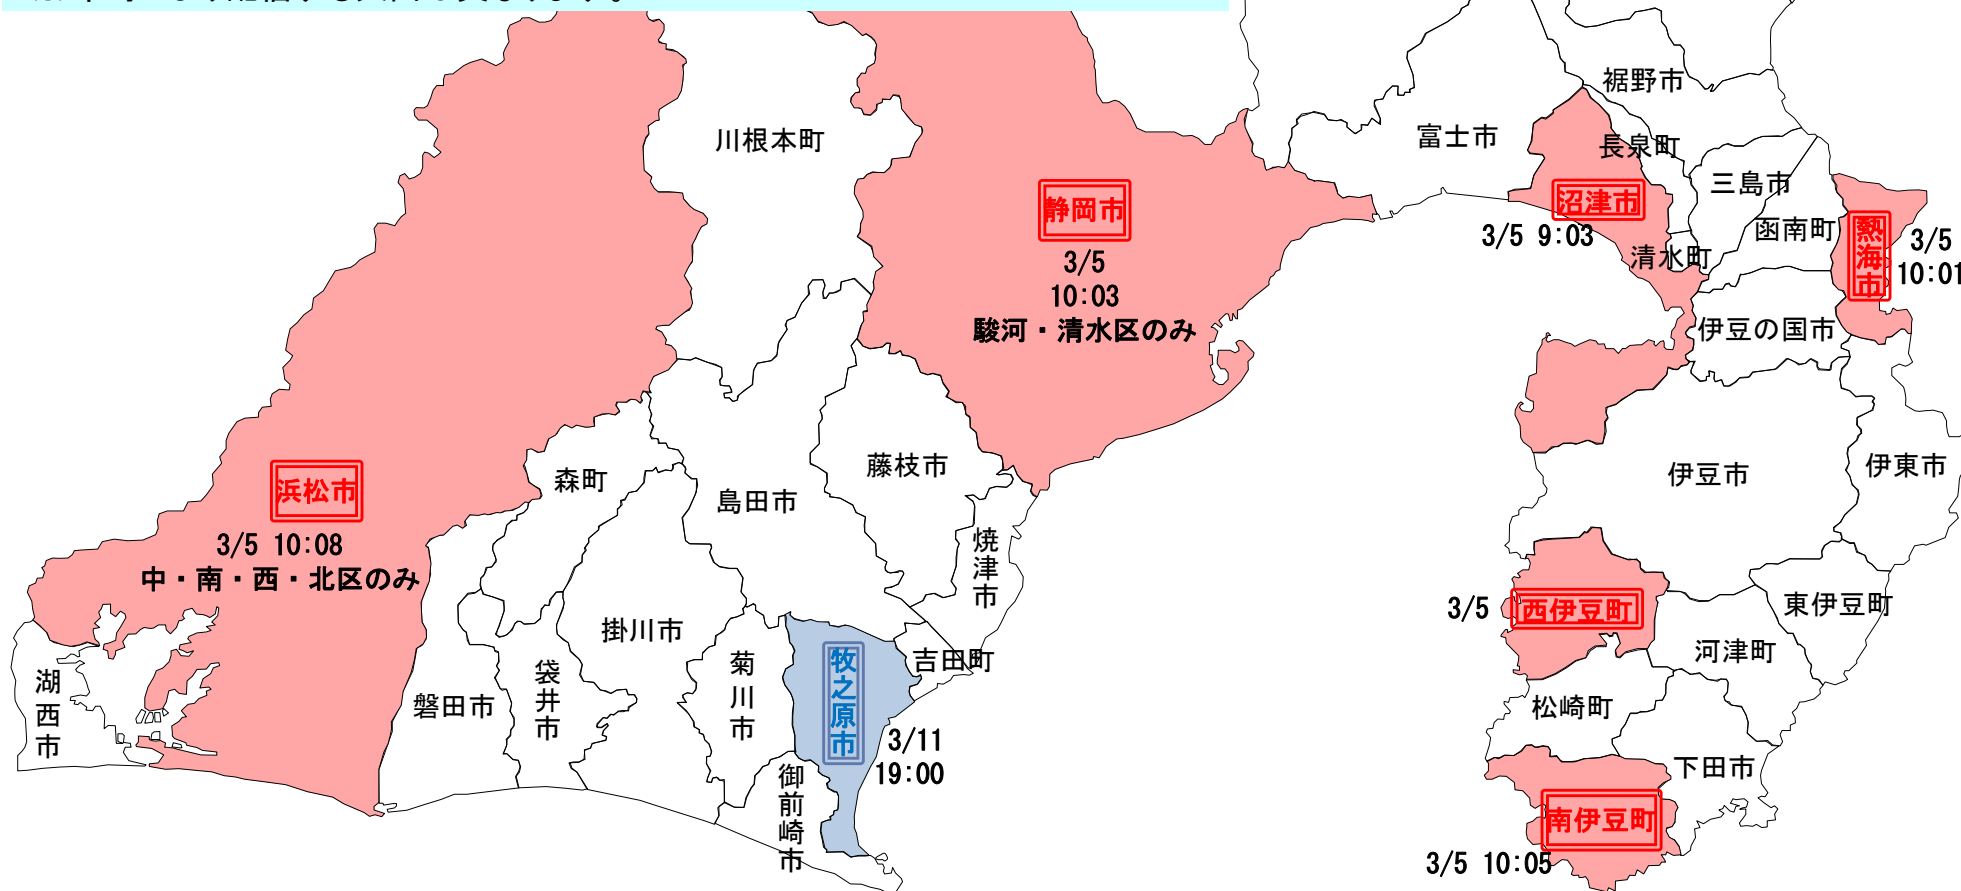 裾野市
富士市
長泉町
川根本町
三島市
静岡市
沼津市
函南町
熱海市
3/5
10:01
3/5 9:03
清水町
3/5
10:03
駿河・清水区のみ
伊豆の国市
藤枝市
伊豆市
伊東市
森町
浜松市
島田市
3/5 10:08
中・南・西・北区のみ
焼津市
3/5
西伊豆町
東伊豆町
掛川市
河津町
吉田町
湖西市
袋井市
菊川市
牧之原市
磐田市
松崎町
3/11
19:00
下田市
御前崎市
南伊豆町
3/5 10:05